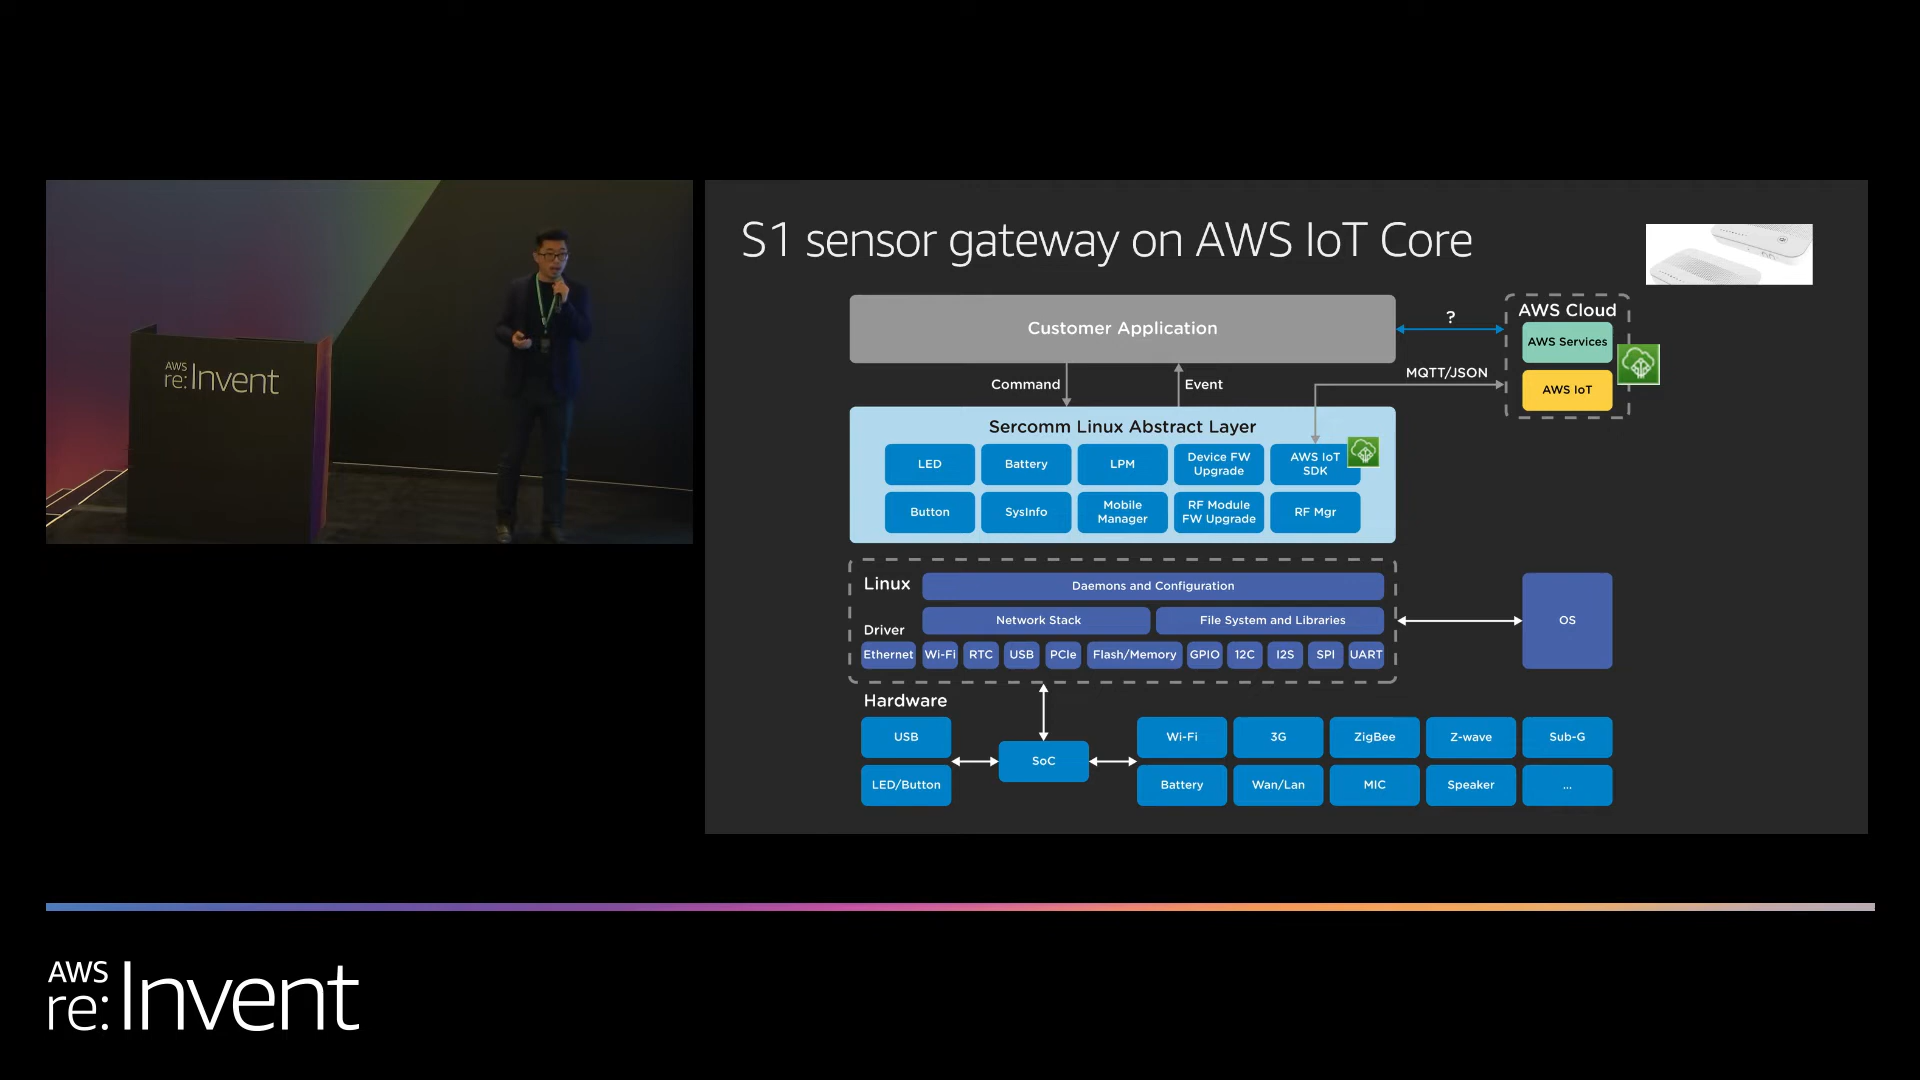 AWS
re:Invent
S1 sensor gateway on AWS IoT Core
Customer Application
?
AWS Cloud
AWS Services
MQTT/JSON
AWS IoT
Command
Event
Sercomm Linux Abstract Layer
LED
Battery
LPM
Device FW
Upgrade
AWS IoT
SDK
Button
SysInfo
Mobile
Manager
RF Module
FW Upgrade
RF Mgr
Linux
Daemons and Configuration
Driver
Network Stack
File System and Libraries
OS
Ethernet
Wi-Fi
RTC
USB
PCIe
Flash/Memory
GPIO
12C
I2S
SPI
UART
Hardware
USB
SoC
Wi-Fi
3G
ZigBee
Z-wave
Sub-G
LED/Button
Battery
Wan/Lan
MIC
Speaker
...
AWS
re:Invent